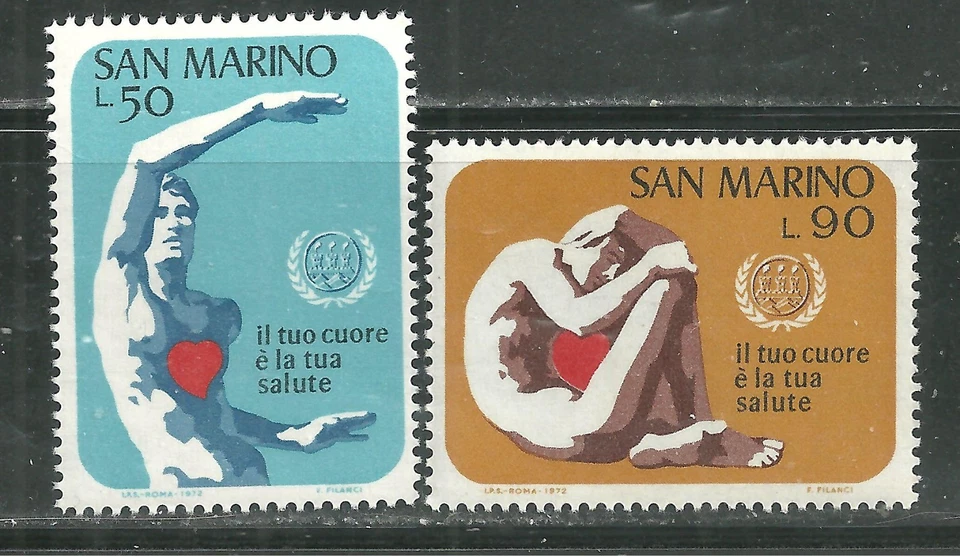 SAN MARINO
L. 50
il tuo cuore
è la tua
salute
I.P.S.-ROMA-1972
F. FILANCI
SAN MARINO
L. 90
il tuo cuore
è la tua
salute
I.P.S.-ROMA-1972
F. FILANCI